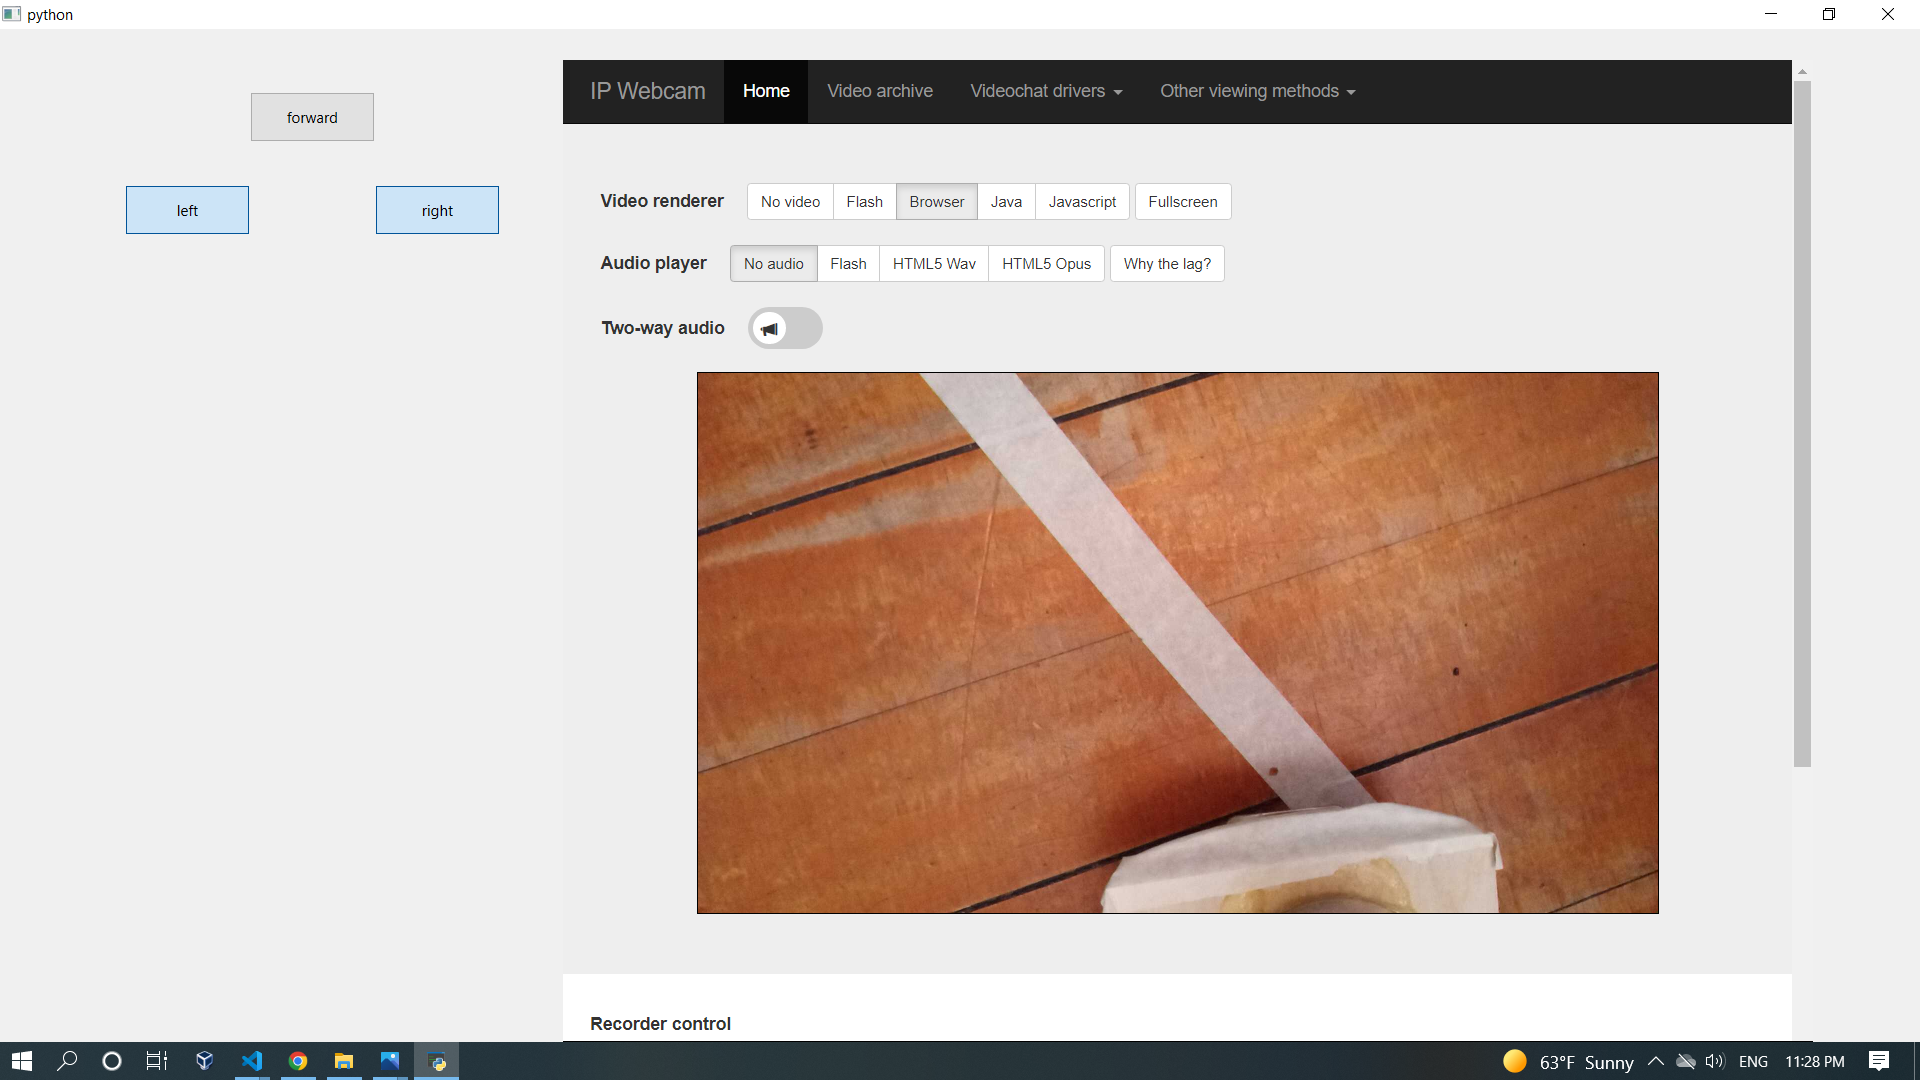 python
forward
left right
IP Webcam Home Video archive Videochat drivers Other viewing methods
Video renderer No video Flash Browser Java Javascript Fullscreen
Audio player No audio Flash HTML5 Wav HTML5 Opus Why the lag?
Two-way audio
Recorder control
63°F Sunny ENG 11:28 PM